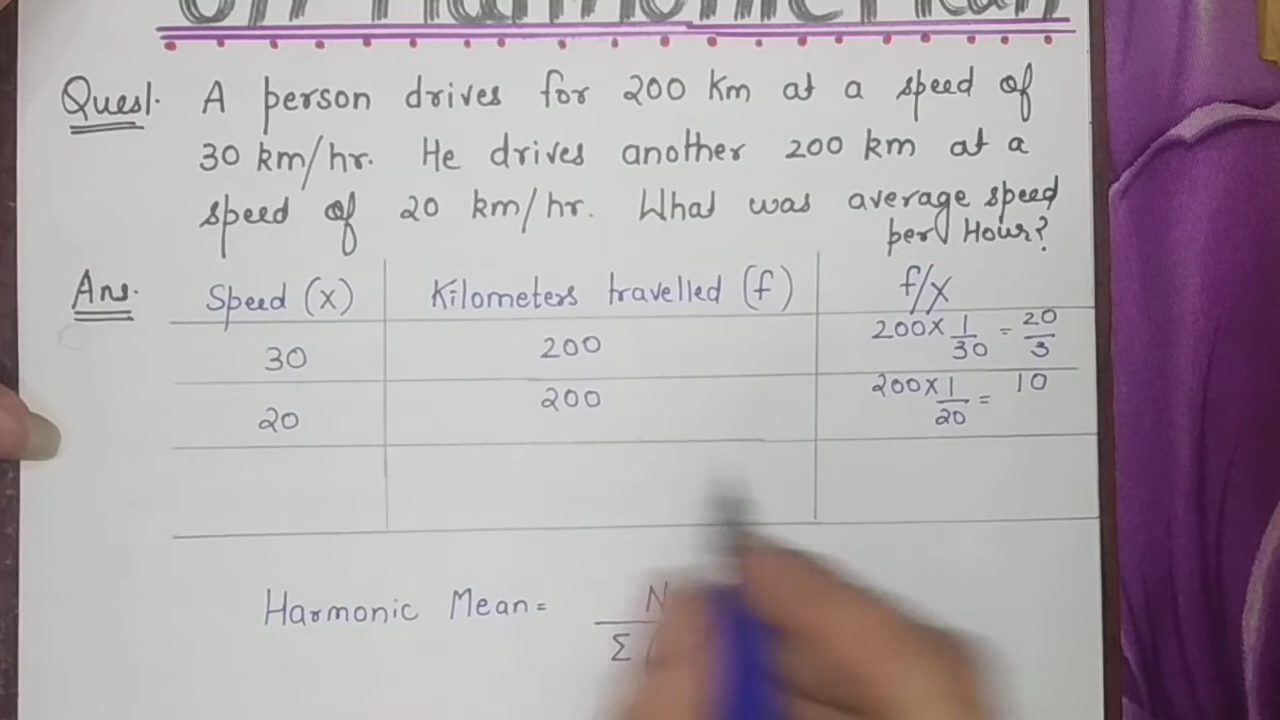 Ques1. A person drives for 200 Km at a speed of
30 km/hr. He drives another 200 km at a
speed of 20 km/hr. What was average speed
per Hour?
Ans. Speed (x) Kilometers travelled (f) f/x
30 200 200 x 1/30 = 20/3
20 200 200 x 1/20 = 10
Harmonic Mean = N
Σ (